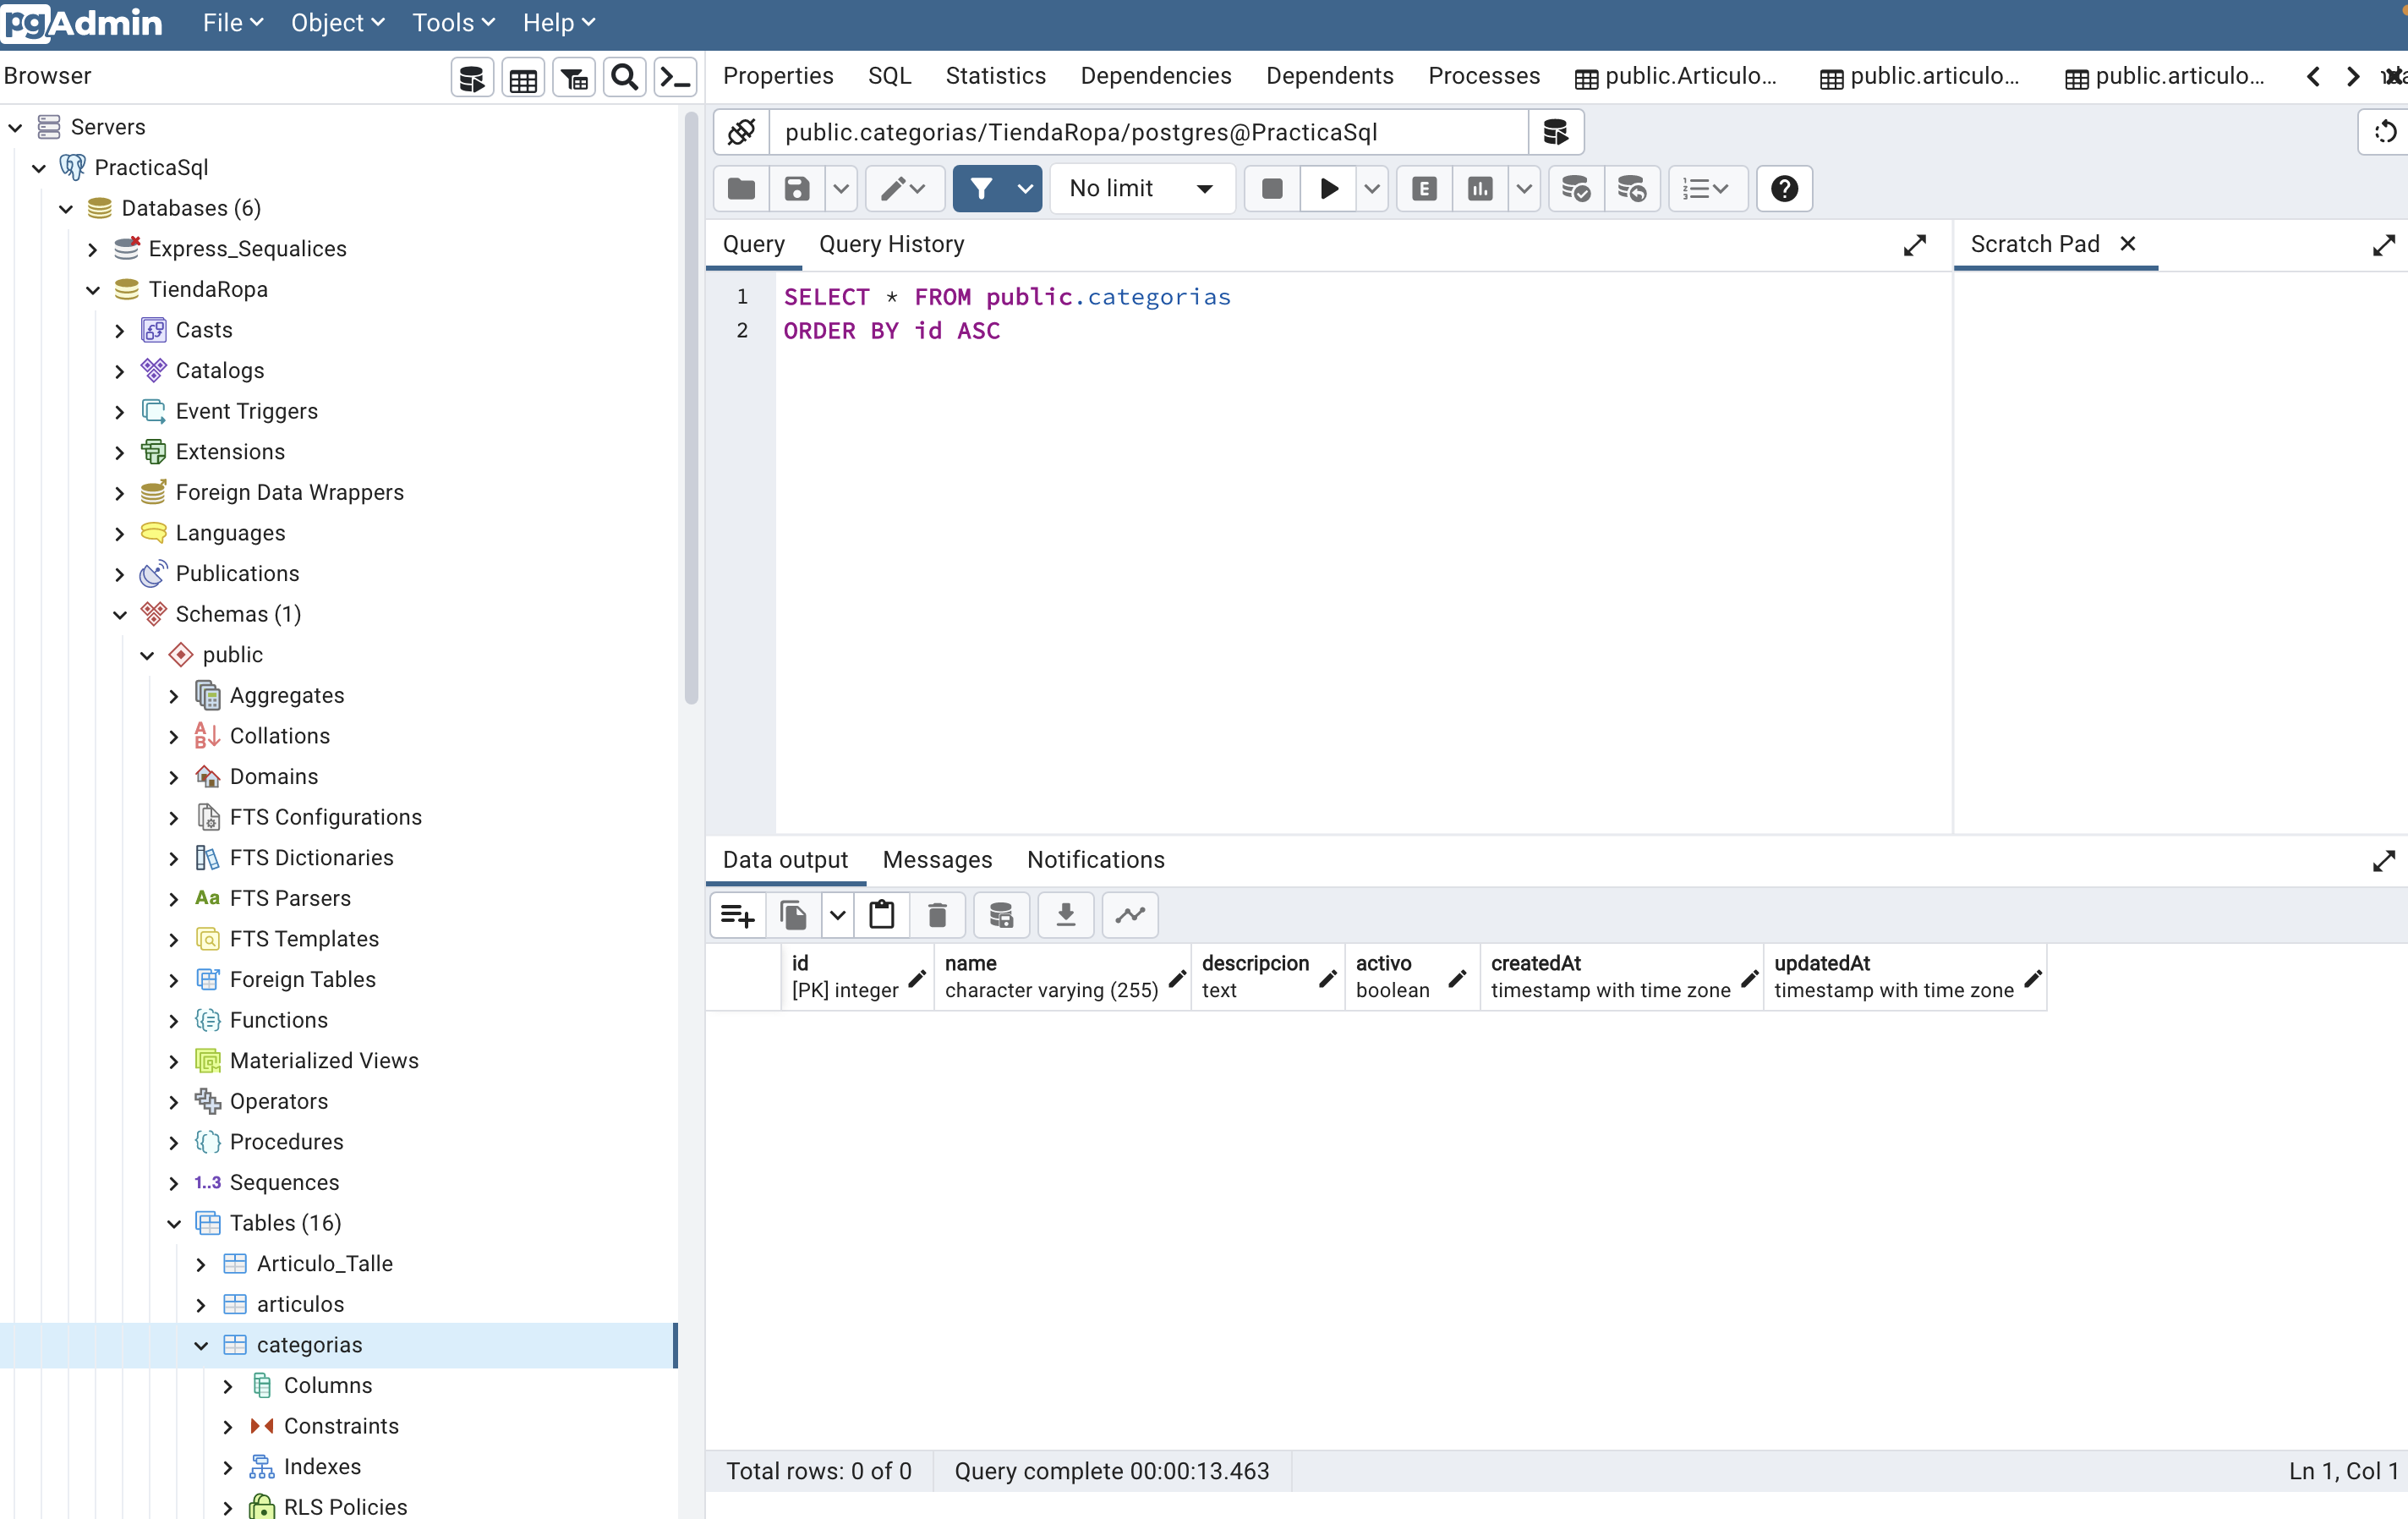 pgAdmin File Object Tools Help
Browser
Properties SQL Statistics Dependencies Dependents Processes public.Articulo... public.articulo... public.articulo...
Servers
PracticaSql
Databases (6)
Express_Sequalices
TiendaRopa
Casts
Catalogs
Event Triggers
Extensions
Foreign Data Wrappers
Languages
Publications
Schemas (1)
public
Aggregates
Collations
Domains
FTS Configurations
FTS Dictionaries
Aa FTS Parsers
FTS Templates
Foreign Tables
Functions
Materialized Views
Operators
Procedures
1..3 Sequences
Tables (16)
Articulo_Talle
articulos
categorias
Columns
Constraints
Indexes
RLS Policies
public.categorias/TiendaRopa/postgres@PracticaSql
No limit E
Query Query History
Scratch Pad
1 SELECT * FROM public.categorias
2 ORDER BY id ASC
Data output Messages Notifications
id name descripcion activo createdAt updatedAt
[PK] integer character varying (255) text boolean timestamp with time zone timestamp with time zone
Total rows: 0 of 0 Query complete 00:00:13.463 Ln 1, Col 1